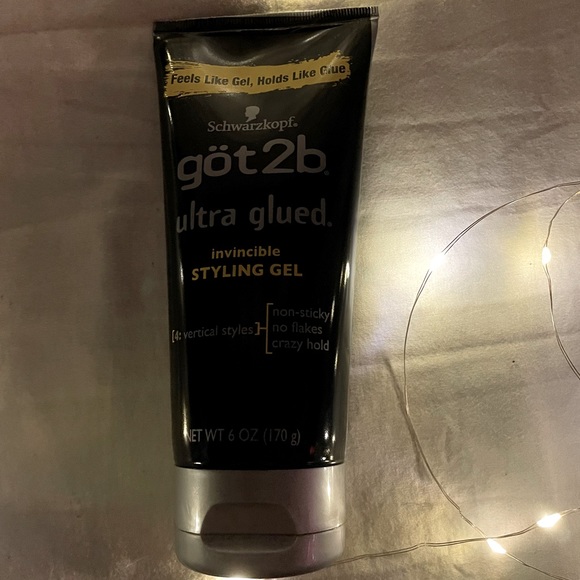 Feels Like Gel, Holds Like Glue
Schwarzkopf®
göt2b®
ultra glued®
invincible
STYLING GEL
[4: vertical styles]
non-sticky
no flakes
crazy hold
NET WT 6 OZ (170 g)